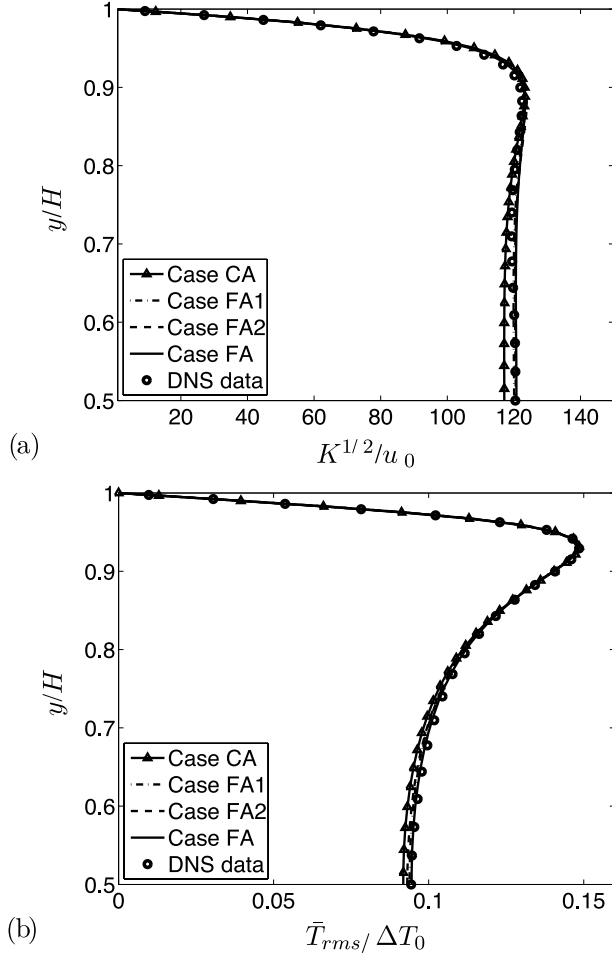 1
0.9
0.8
0.7
0.6
0.5
y/H
Case CA
Case FA1
Case FA2
Case FA
DNS data
20 40 60 80 100 120 140
(a)
K^{1/2}/u_0
1
0.9
0.8
0.7
0.6
0.5
y/H
Case CA
Case FA1
Case FA2
Case FA
DNS data
0 0.05 0.1 0.15
(b)
T̄_{rms}/ΔT_0